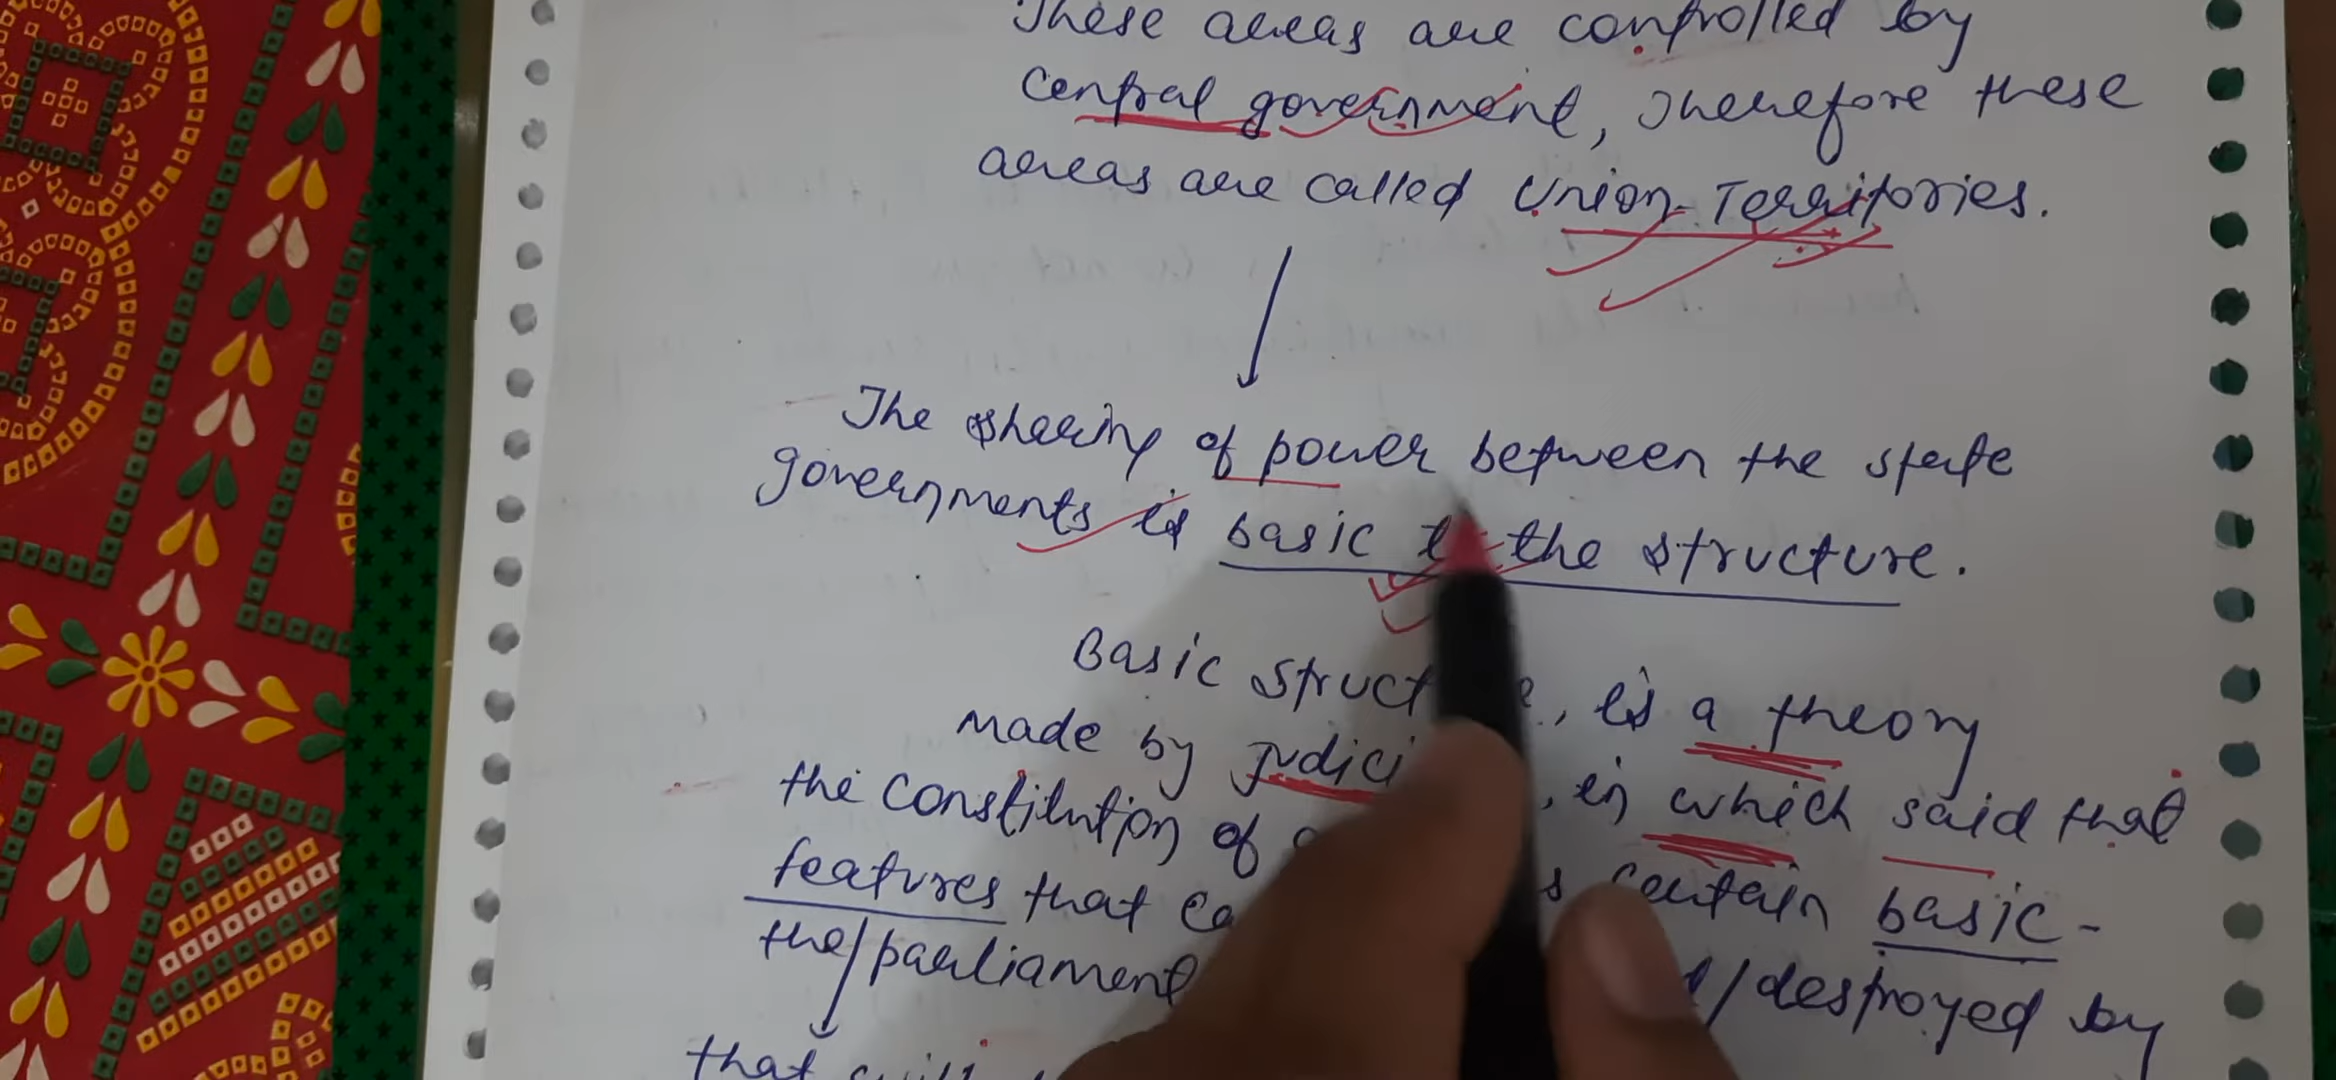 These areas are controlled by
Central government, Therefore these
areas are called Union-Territories.
The sharing of power between the state
governments is basic the structure.
Basic is a theory
made by in which said that
the Constitution of certain basic-
features that destroyed by
the parliament
that